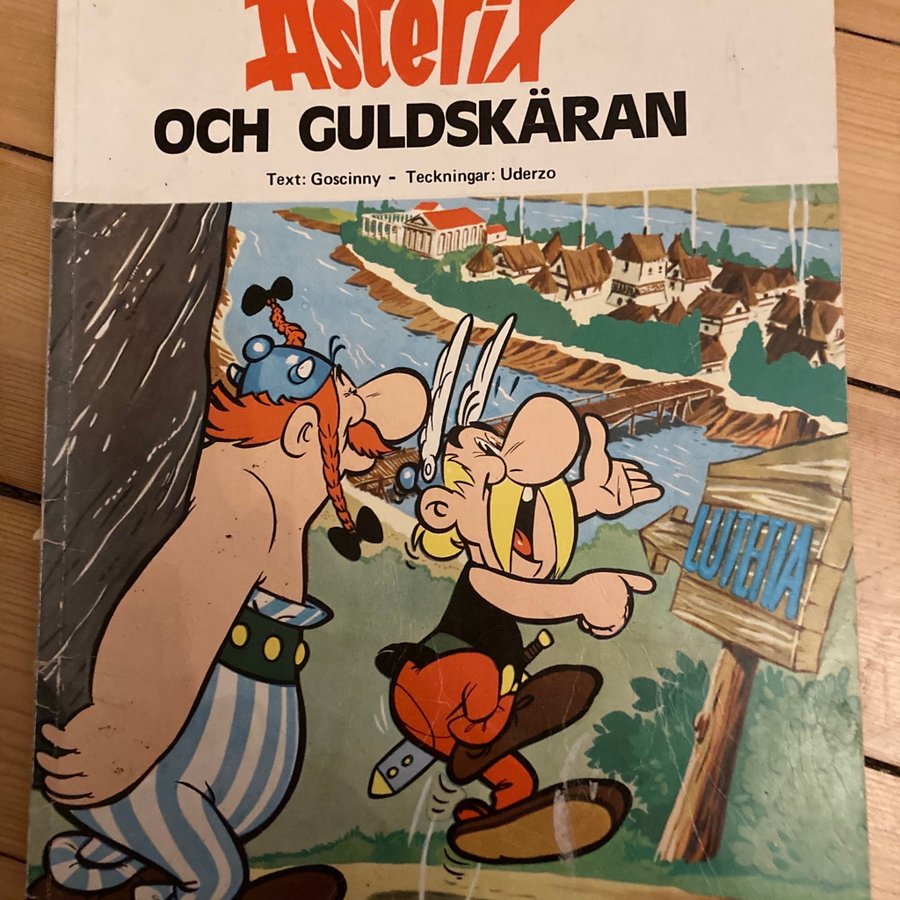 Asterix
OCH GULDSKÄRAN
Text: Goscinny - Teckningar: Uderzo
LUTETIA